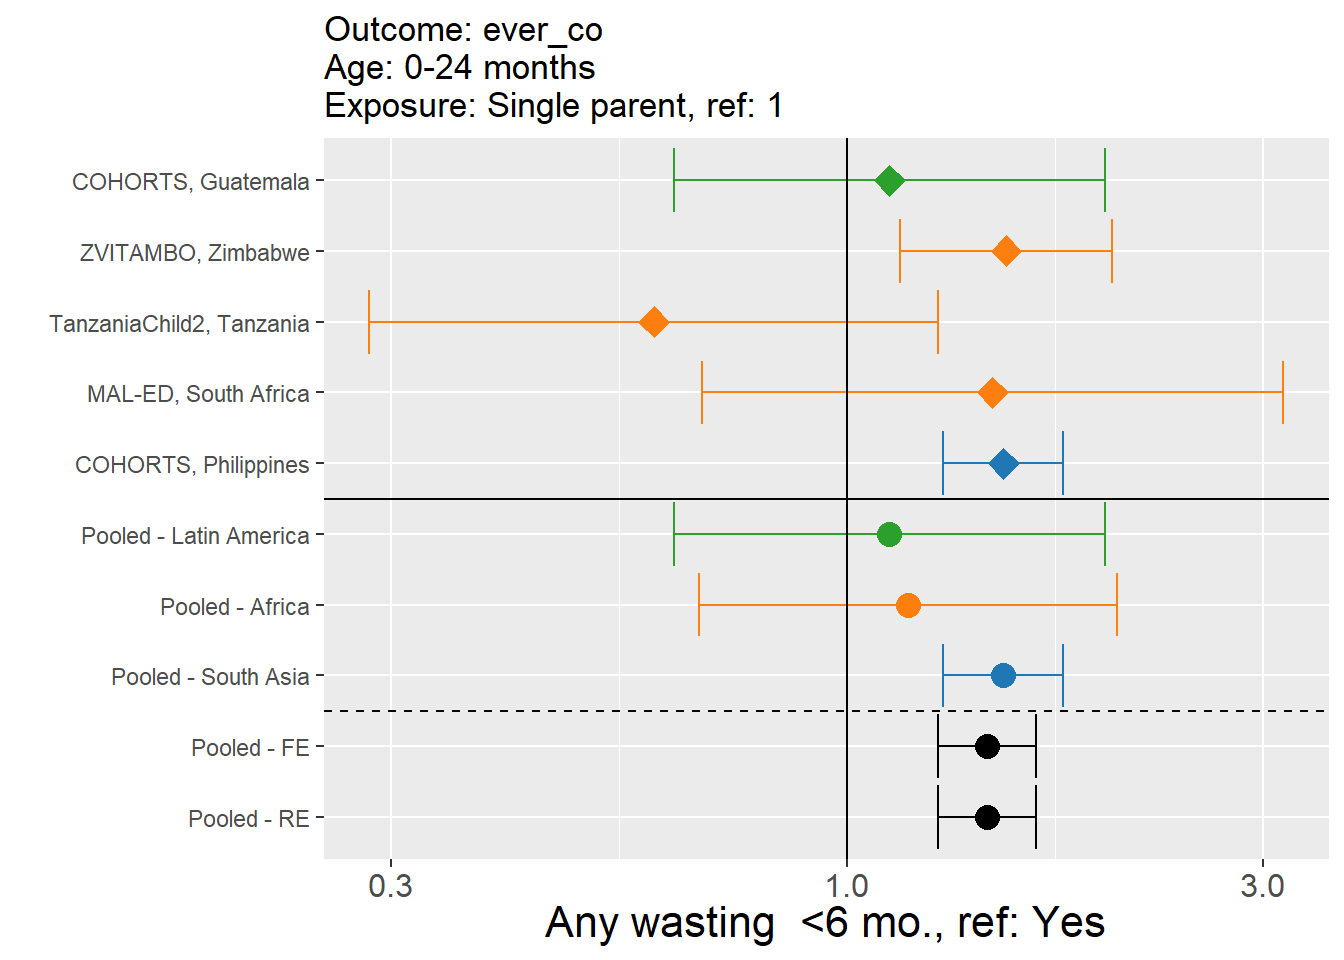 Outcome: ever_co
Age: 0-24 months
Exposure: Single parent, ref: 1
COHORTS, Guatemala
ZVITAMBO, Zimbabwe
TanzaniaChild2, Tanzania
MAL-ED, South Africa
COHORTS, Philippines
Pooled - Latin America
Pooled - Africa
Pooled - South Asia
Pooled - FE
Pooled - RE
0.3 1.0 3.0
Any wasting  <6 mo., ref: Yes